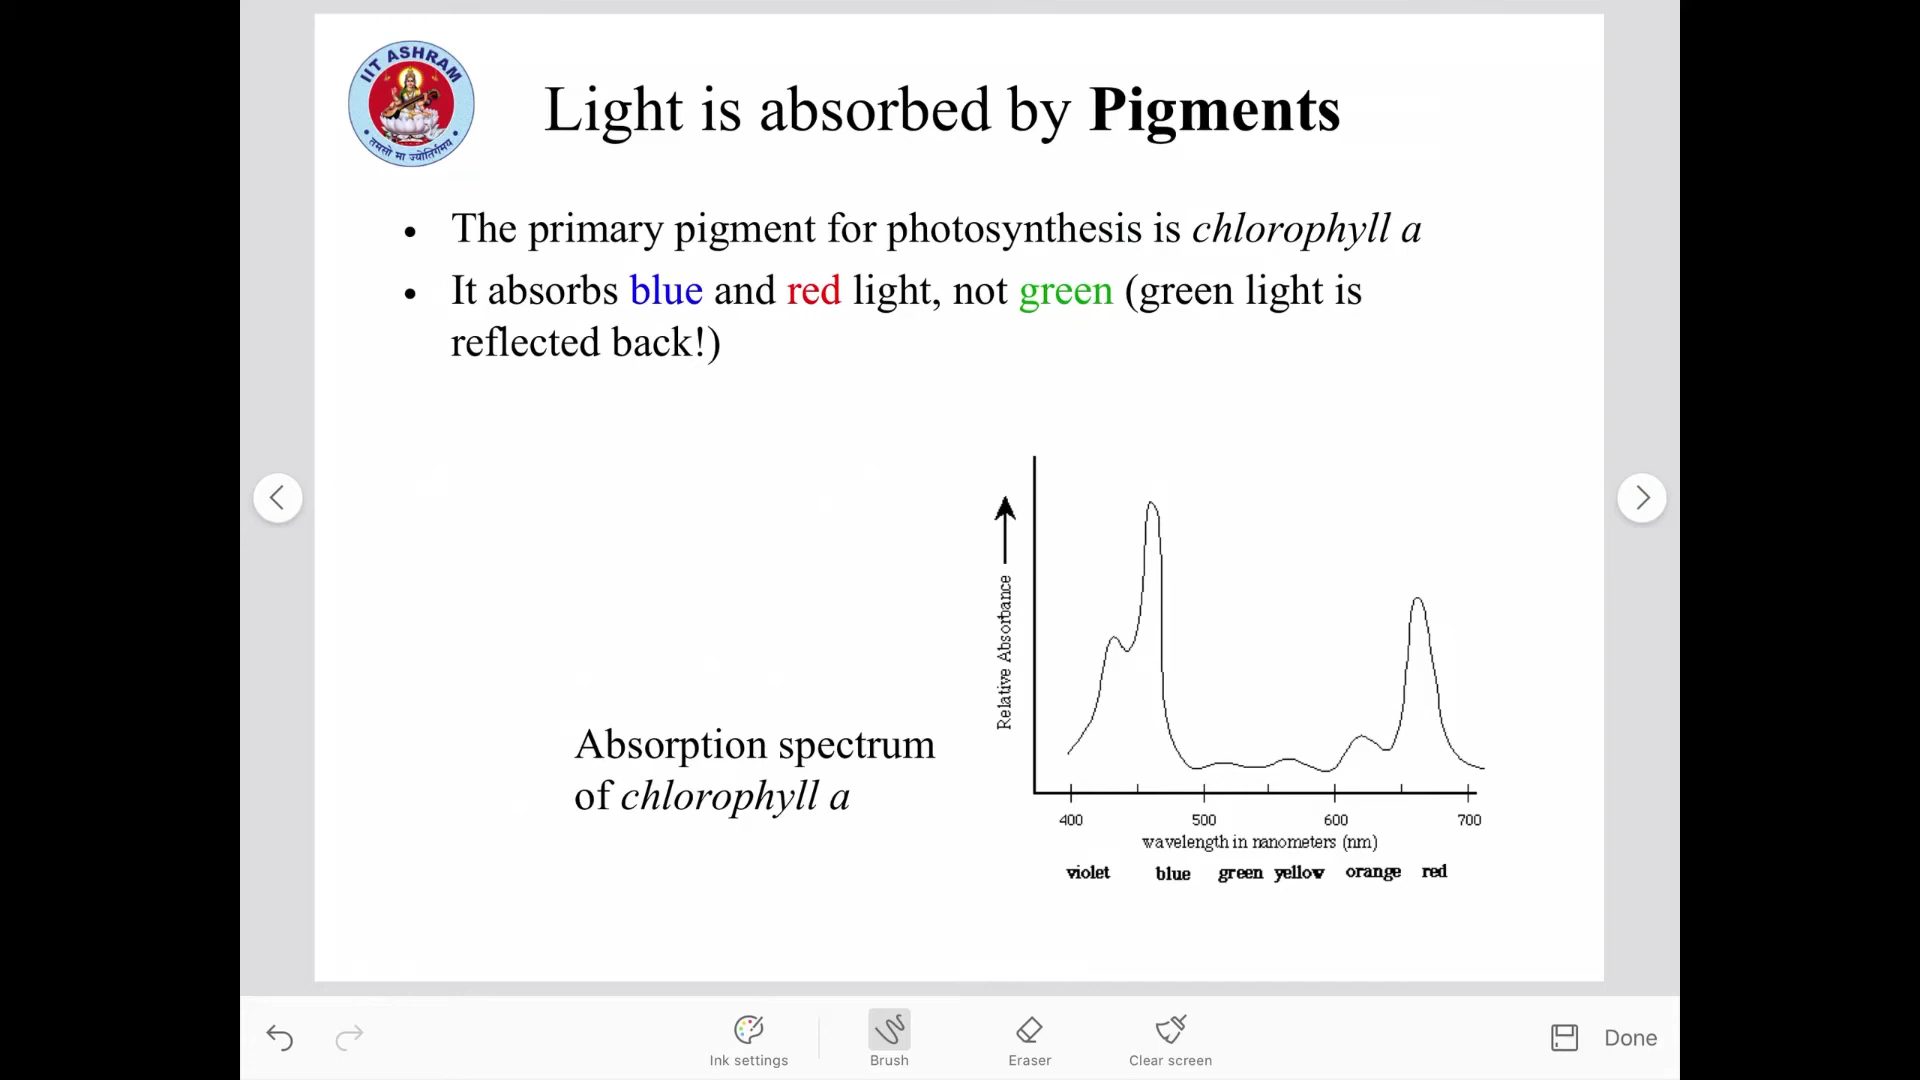 IIT ASHRAM
तमसो मा ज्योतिर्गमय
Light is absorbed by Pigments
• The primary pigment for photosynthesis is chlorophyll a
• It absorbs blue and red light, not green (green light is
reflected back!)
Relative Absorbance
Absorption spectrum
of chlorophyll a
400 500 600 700
wavelength in nanometers (nm)
violet blue green yellow orange red
Ink settings Brush Eraser Clear screen Done